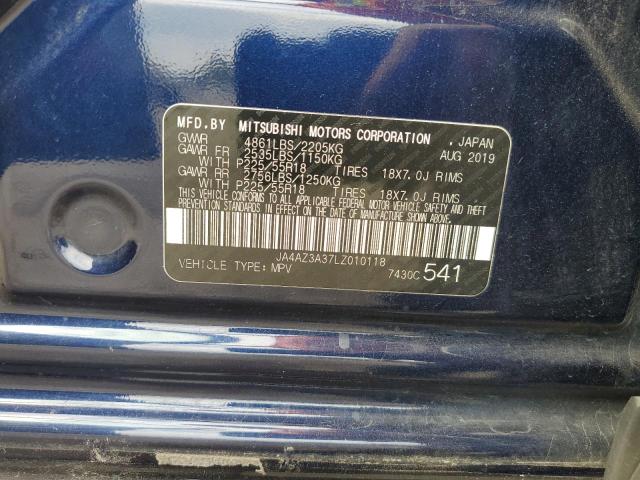 MFD.BY MITSUBISHI MOTORS CORPORATION , JAPAN
GVWR 4861LBS/2205KG AUG 2019
GAWR FR 2535LBS/1150KG
WITH P225/55R18 TIRES 18X7.0J RIMS
GAWR RR 2756LBS/1250KG
WITH P225/55R18 TIRES 18X7.0J RIMS
THIS VEHICLE CONFORMS TO ALL APPLICABLE FEDERAL MOTOR VEHICLE SAFETY AND THEFT
PREVENTION STANDARDS IN EFFECT ON THE DATE OF MANUFACTURE SHOWN ABOVE.
JA4AZ3A37LZ010118
VEHICLE TYPE: MPV 7430C 541